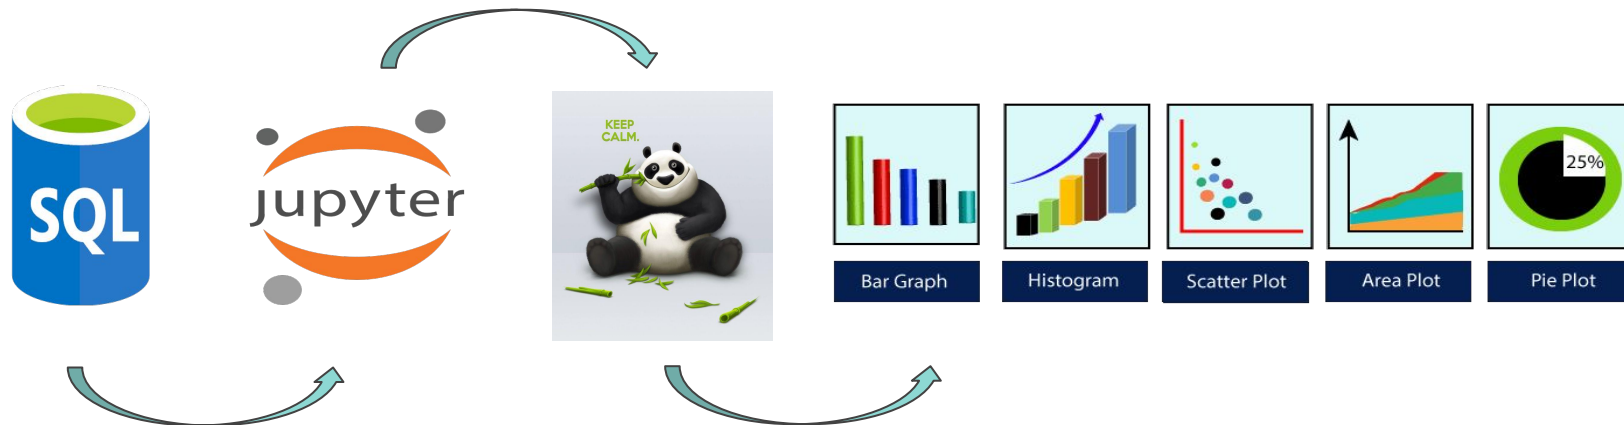 SQL
jupyter
KEEP
CALM.
25%
Bar Graph
Histogram
Scatter Plot
Area Plot
Pie Plot